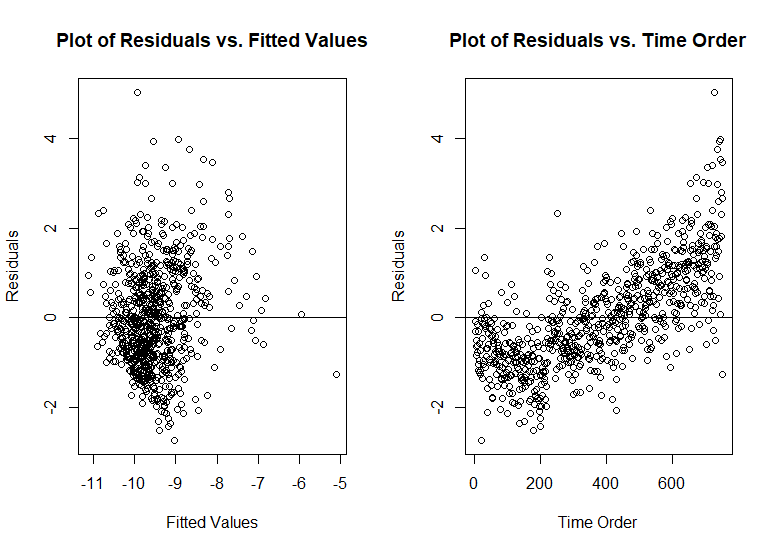 Plot of Residuals vs. Fitted Values
Residuals
4
2
0
-2
-11 -10 -9 -8 -7 -6 -5
Fitted Values
Plot of Residuals vs. Time Order
Residuals
4
2
0
-2
0 200 400 600
Time Order